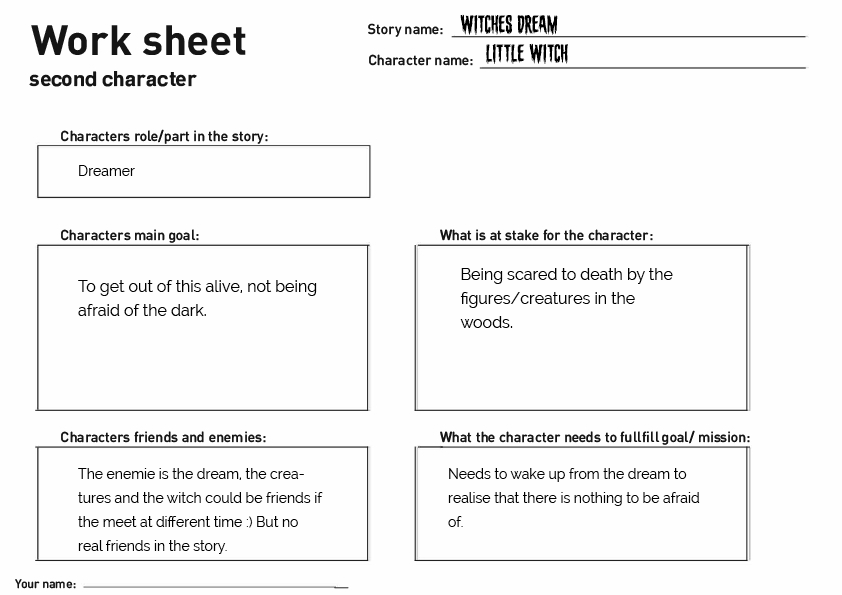 Work sheet
second character
Story name: WITCHES DREAM
Character name: LITTLE WITCH
Characters role/part in the story:
Dreamer
Characters main goal:
To get out of this alive, not being
afraid of the dark.
What is at stake for the character:
Being scared to death by the
figures/creatures in the
woods.
Characters friends and enemies:
The enemie is the dream, the crea-
tures and the witch could be friends if
the meet at different time :) But no
real friends in the story.
What the character needs to fullfill goal/ mission:
Needs to wake up from the dream to
realise that there is nothing to be afraid
of.
Your name: